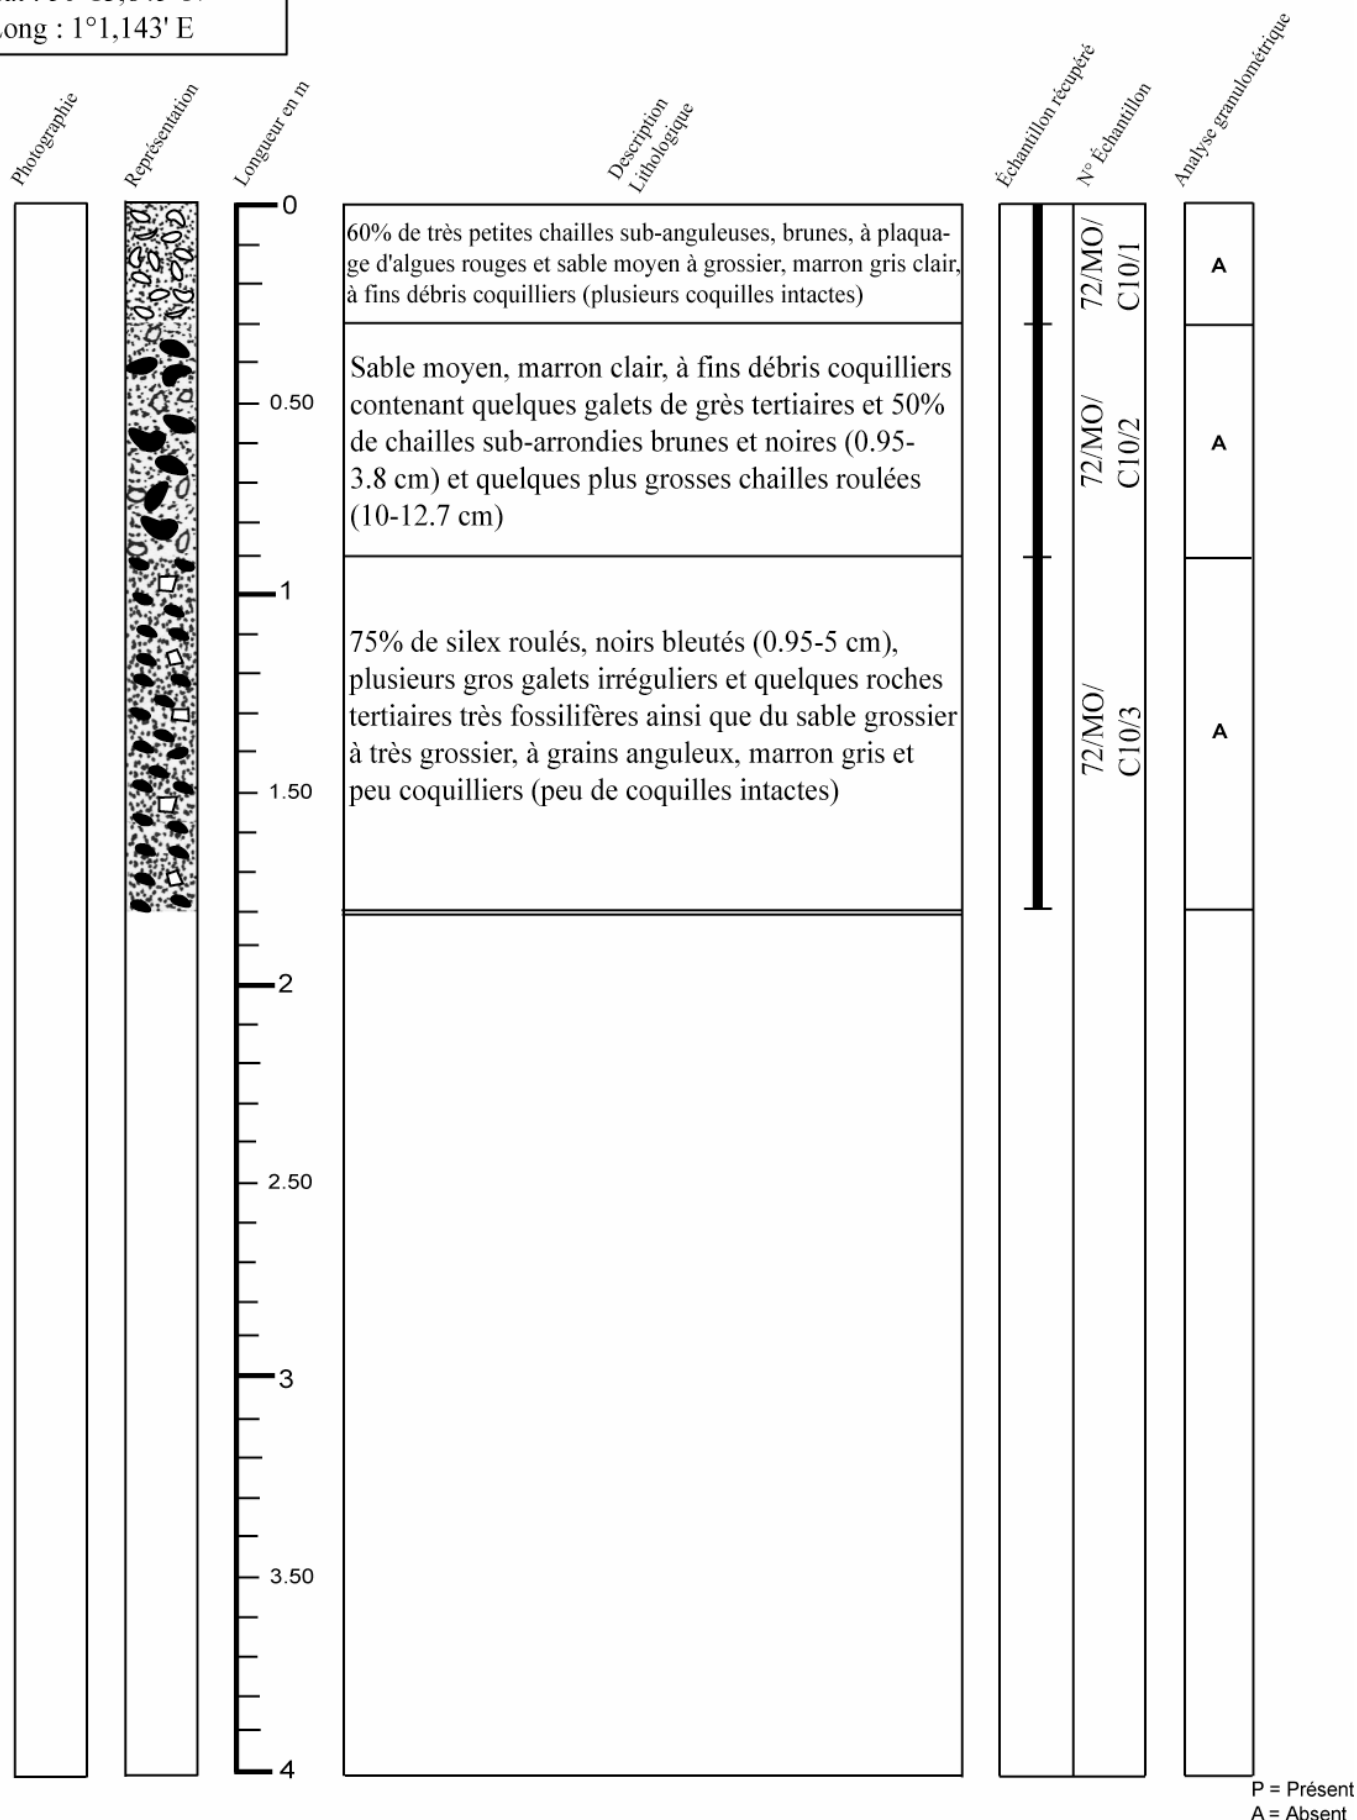 Long : 1°1,143' E
Photographie
Représentation
Longueur en m
Description
Lithologique
Échantillon récupéré
N° Échantillon
Analyse granulométrique
0
60% de très petites chailles sub-anguleuses, brunes, à plaqua-
ge d'algues rouges et sable moyen à grossier, marron gris clair,
à fins débris coquilliers (plusieurs coquilles intactes)
72/MO/
C10/1
A
Sable moyen, marron clair, à fins débris coquilliers
contenant quelques galets de grès tertiaires et 50%
de chailles sub-arrondies brunes et noires (0.95-
3.8 cm) et quelques plus grosses chailles roulées
(10-12.7 cm)
0.50
72/MO/
C10/2
A
1
75% de silex roulés, noirs bleutés (0.95-5 cm),
plusieurs gros galets irréguliers et quelques roches
tertiaires très fossilifères ainsi que du sable grossier
à très grossier, à grains anguleux, marron gris et
peu coquilliers (peu de coquilles intactes)
72/MO/
C10/3
A
1.50
2
2.50
3
3.50
4
P = Présent
A = Absent